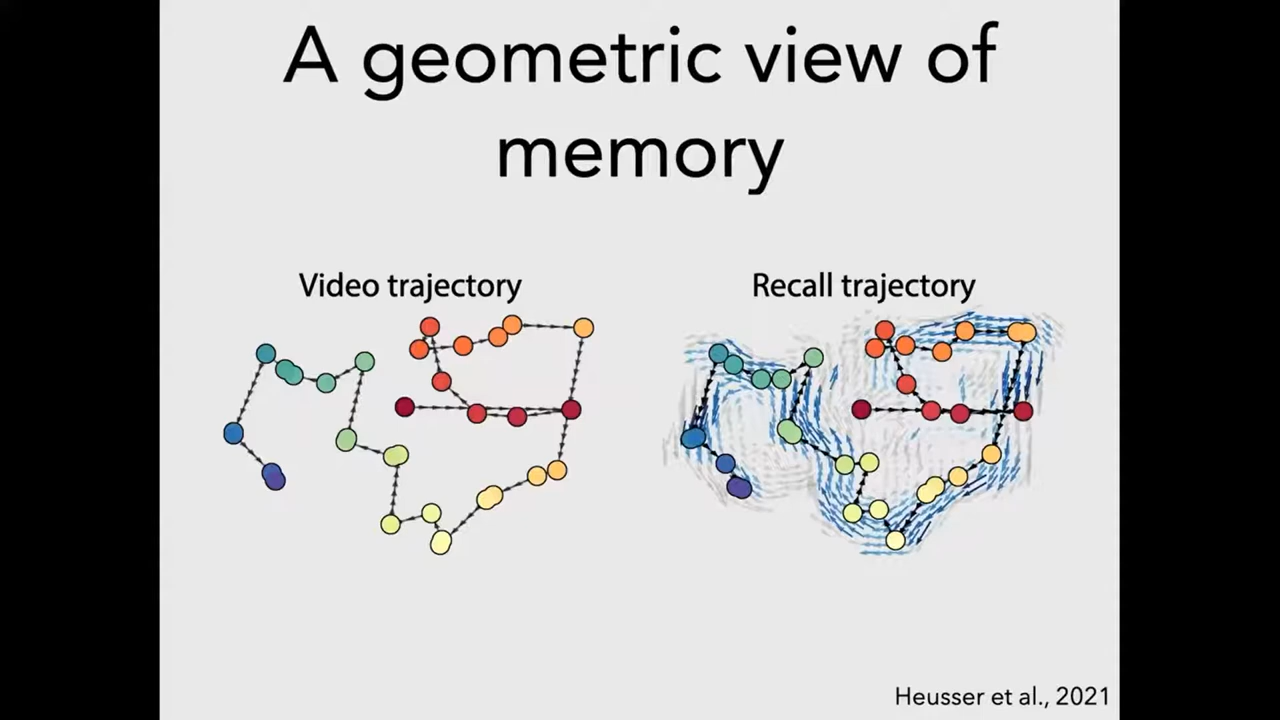 A geometric view of
memory
Video trajectory
Recall trajectory
Heusser et al., 2021